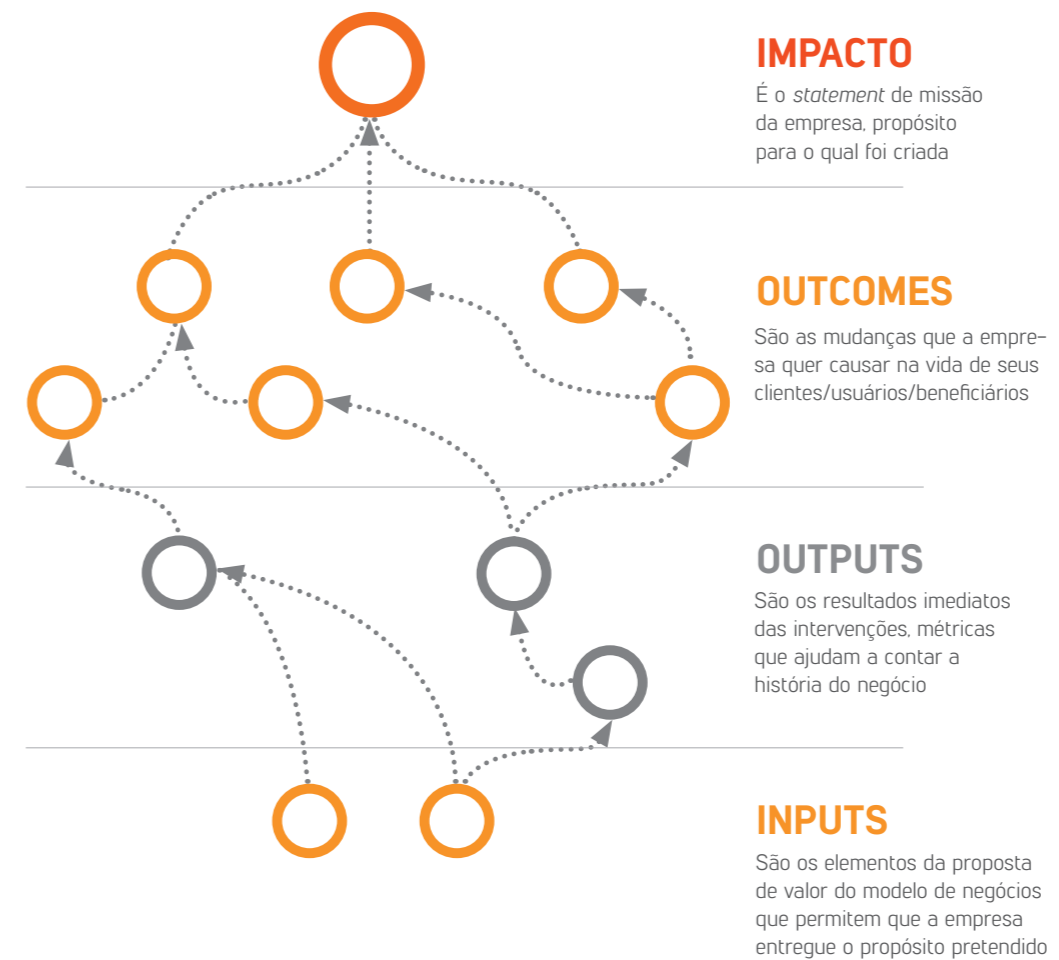 IMPACTO
É o statement de missão
da empresa, propósito
para o qual foi criada
OUTCOMES
São as mudanças que a empre-
sa quer causar na vida de seus
clientes/usuários/beneficiários
OUTPUTS
São os resultados imediatos
das intervenções, métricas
que ajudam a contar a
história do negócio
INPUTS
São os elementos da proposta
de valor do modelo de negócios
que permitem que a empresa
entregue o propósito pretendido